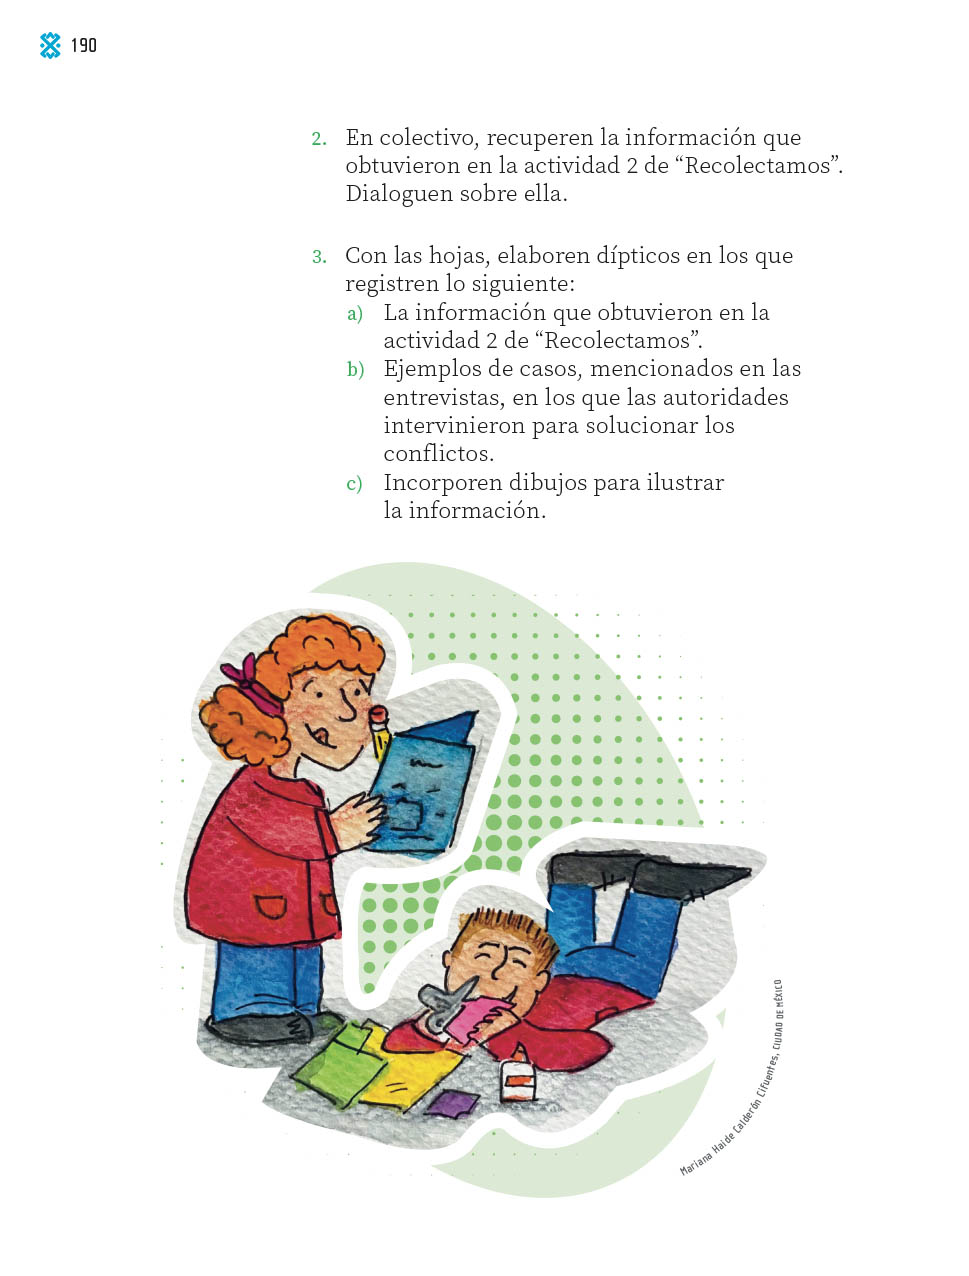 190
2. En colectivo, recuperen la información que
obtuvieron en la actividad 2 de “Recolectamos”.
Dialoguen sobre ella.
3. Con las hojas, elaboren dípticos en los que
registren lo siguiente:
a) La información que obtuvieron en la
actividad 2 de “Recolectamos”.
b) Ejemplos de casos, mencionados en las
entrevistas, en los que las autoridades
intervinieron para solucionar los
conflictos.
c) Incorporen dibujos para ilustrar
la información.
Mariana Haide Calderón Cifuentes, CIUDAD DE MÉXICO